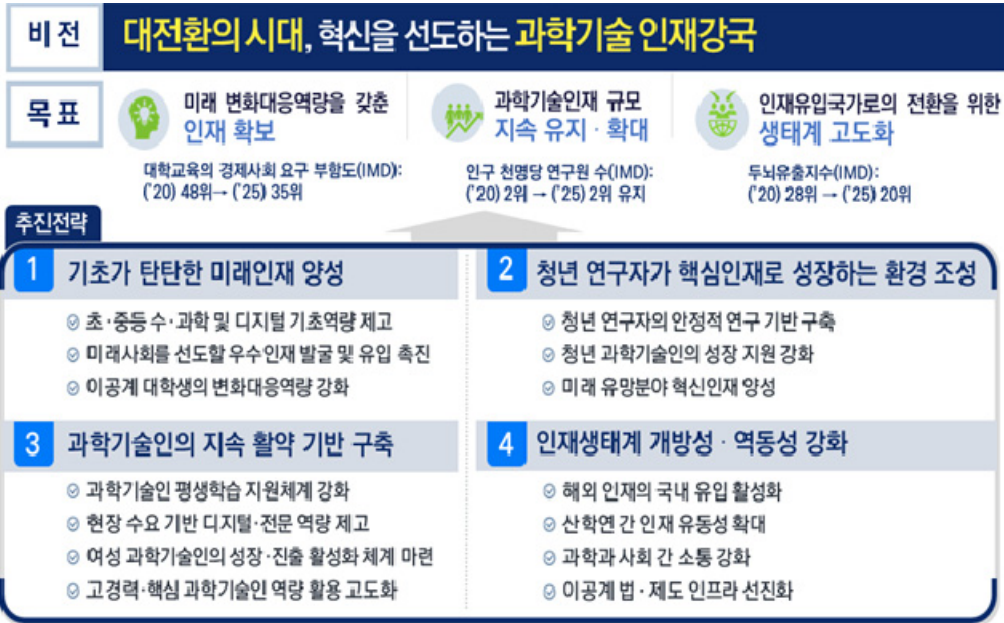 비전
대전환의 시대, 혁신을 선도하는 과학기술 인재강국
목표
미래 변화대응역량을 갖춘
인재 확보
대학교육의 경제사회 요구 부합도(IMD):
('20) 48위→ ('25) 35위
과학기술인재 규모
지속 유지·확대
인구 천명당 연구원 수(IMD):
('20) 2위 → ('25) 2위 유지
인재유입국가로의 전환을 위한
생태계 고도화
두뇌유출지수(IMD):
('20) 28위 → ('25) 20위
추진전략
1 기초가 탄탄한 미래인재 양성
초·중등 수·과학 및 디지털 기초역량 제고
미래사회를 선도할 우수인재 발굴 및 유입 촉진
이공계 대학생의 변화대응역량 강화
2 청년 연구자가 핵심인재로 성장하는 환경 조성
청년 연구자의 안정적 연구 기반 구축
청년 과학기술인의 성장 지원 강화
미래 유망분야 혁신인재 양성
3 과학기술인의 지속 활약 기반 구축
과학기술인 평생학습 지원체계 강화
현장 수요 기반 디지털·전문 역량 제고
여성 과학기술인의 성장·진출 활성화 체계 마련
고경력·핵심 과학기술인 역량 활용 고도화
4 인재생태계 개방성·역동성 강화
해외 인재의 국내 유입 활성화
산학연 간 인재 유동성 확대
과학과 사회 간 소통 강화
이공계 법·제도 인프라 선진화